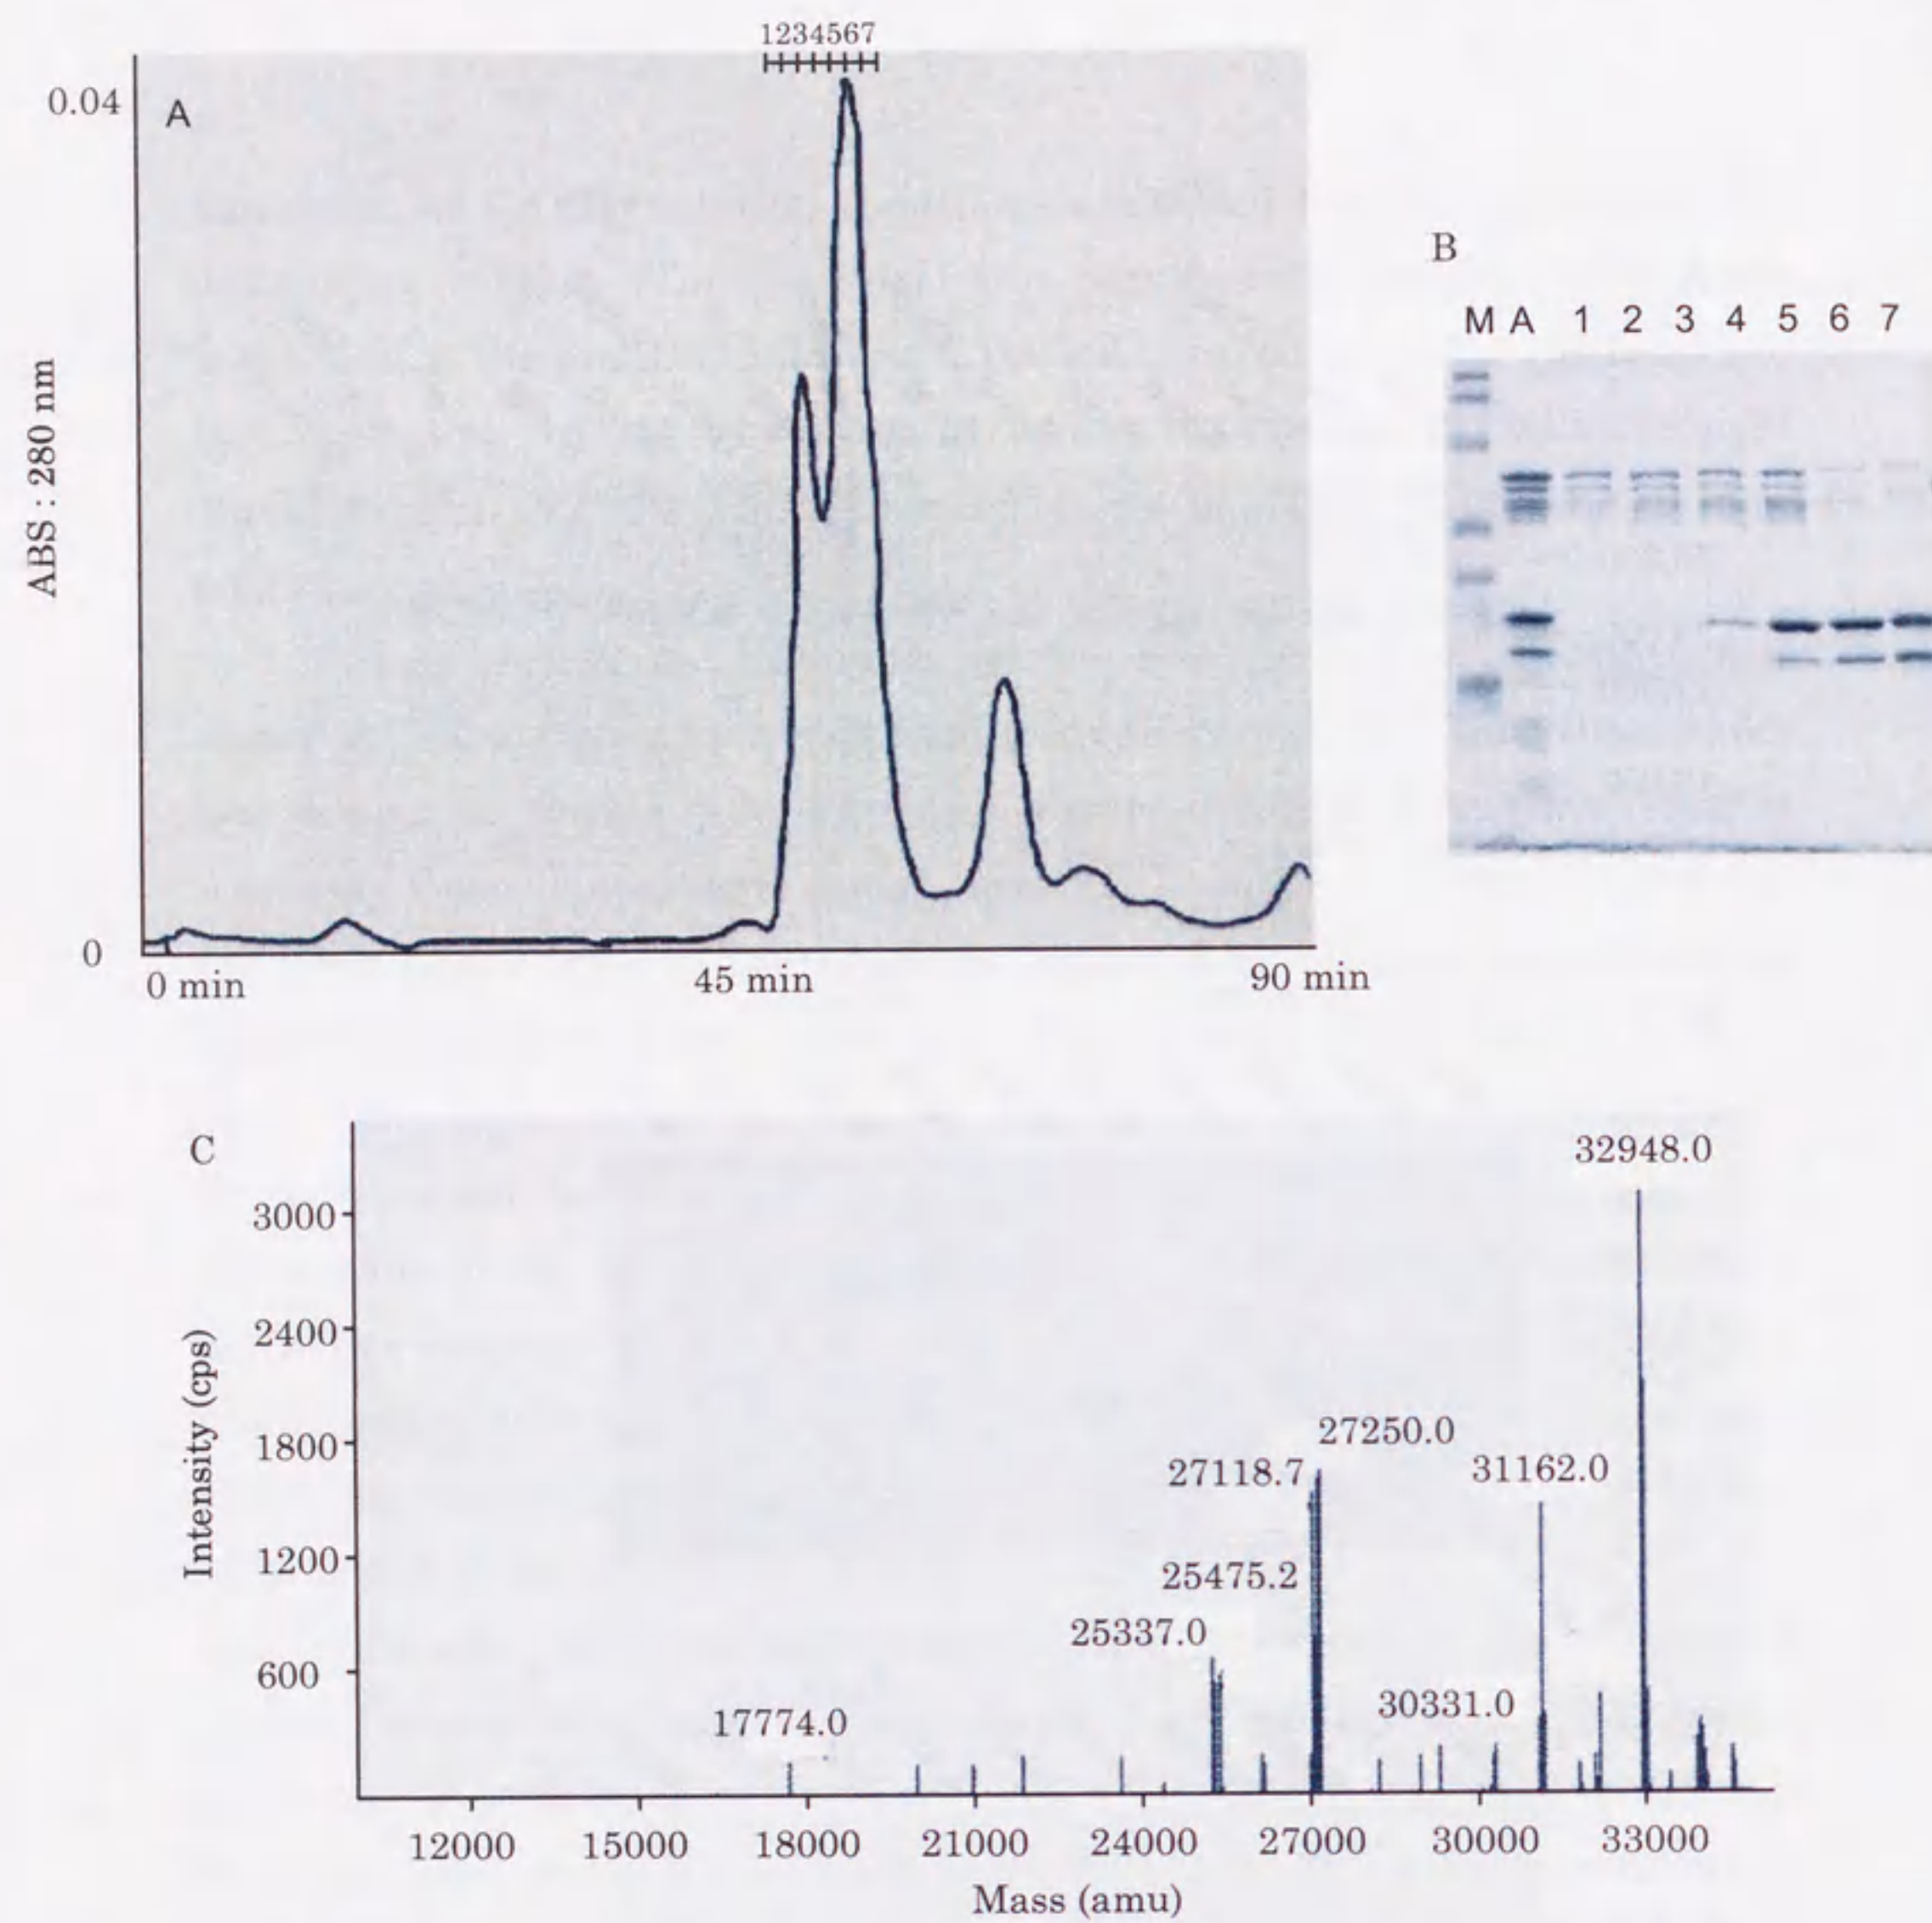 1234567
0.04
A
ABS : 280 nm
0
0 min
45 min
90 min
B
M A 1 2 3 4 5 6 7
C
32948.0
3000
2400
27250.0
1800
27118.7
31162.0
Intensity (cps)
1200
25475.2
25337.0
600
30331.0
17774.0
12000
15000
18000
21000
24000
27000
30000
33000
Mass (amu)